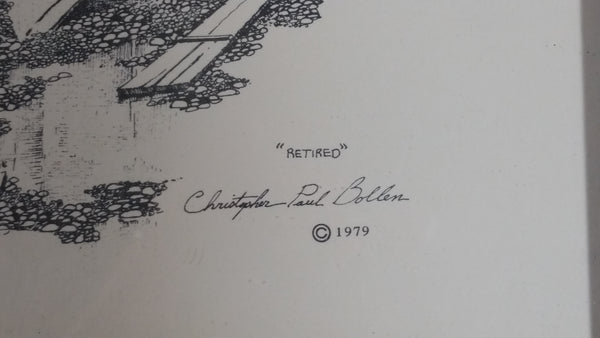 "RETIRED"
Christopher Paul Bollen
© 1979